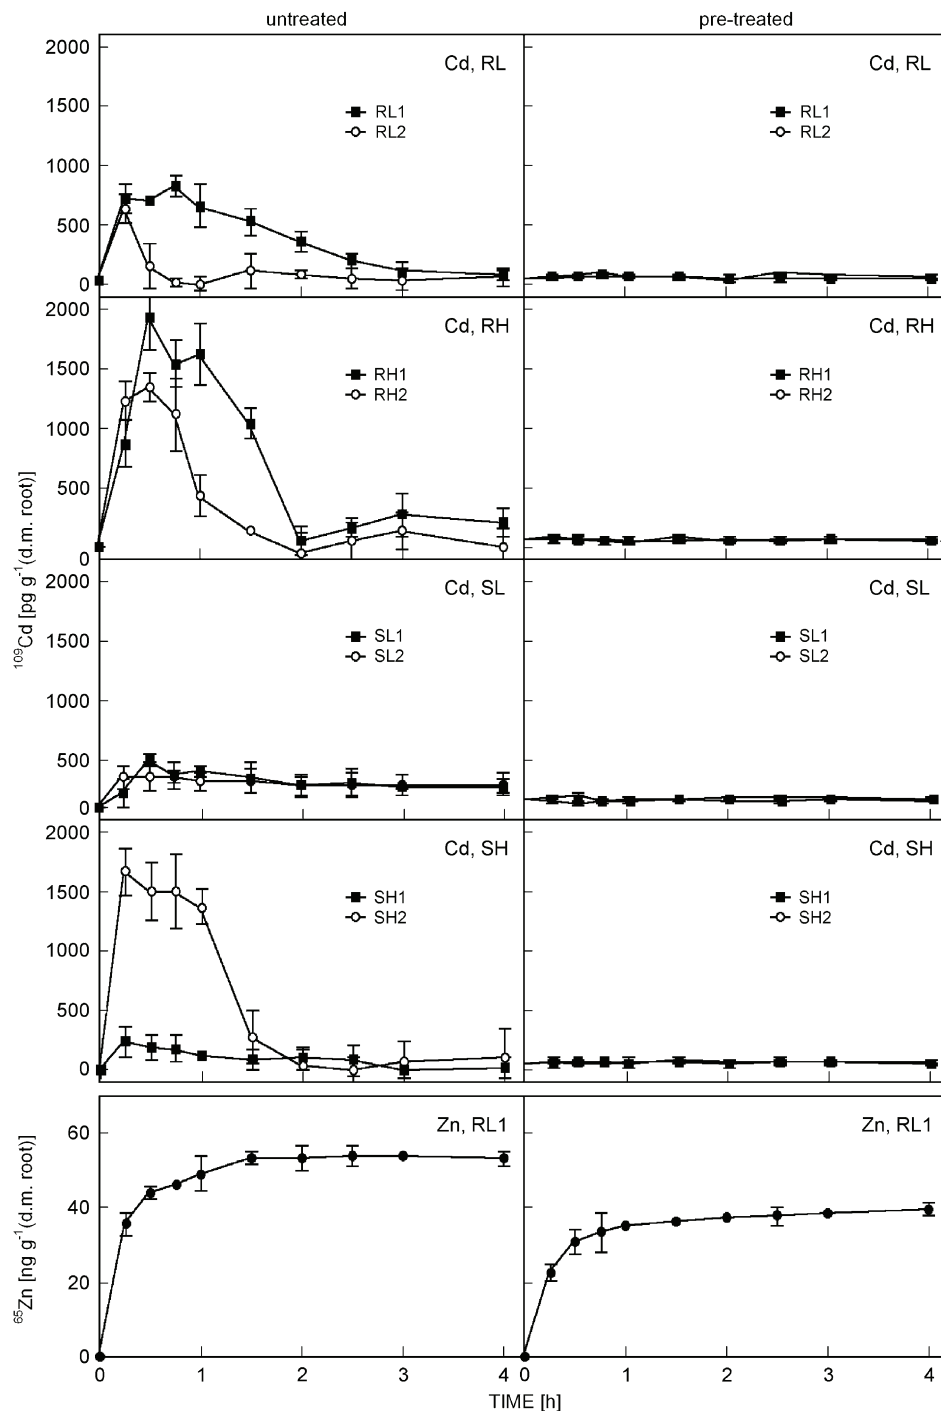 untreated pre-treated
2000 Cd, RL Cd, RL
1500
RL1 RL1
RL2 RL2
1000
500
0
2000 Cd, RH Cd, RH
1500
RH1 RH1
RH2 RH2
1000
500
0
¹⁰⁹Cd [pg g⁻¹(d.m. root)]
2000 Cd, SL Cd, SL
1500
SL1 SL1
SL2 SL2
1000
500
0
2000 Cd, SH Cd, SH
1500
SH1 SH1
SH2 SH2
1000
500
0
Zn, RL1 Zn, RL1
60
40
20
0
⁶⁵Zn [ng g⁻¹(d.m. root)]
0 1 2 3 4 0 1 2 3 4
TIME [h]